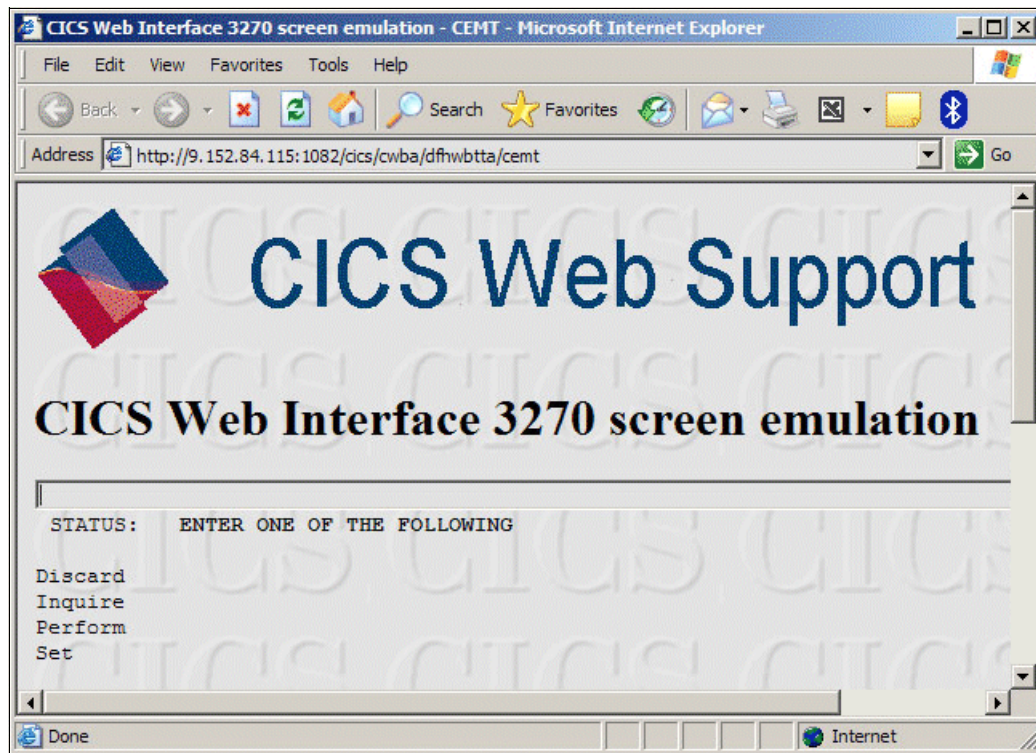 CICS Web Interface 3270 screen emulation - CEMT - Microsoft Internet Explorer
File Edit View Favorites Tools Help
Back Search Favorites
Address http://9.152.84.115:1082/cics/cwba/dfhwbtta/cemt Go
CICS Web Support
CICS Web Interface 3270 screen emulation
STATUS: ENTER ONE OF THE FOLLOWING
Discard
Inquire
Perform
Set
Done Internet